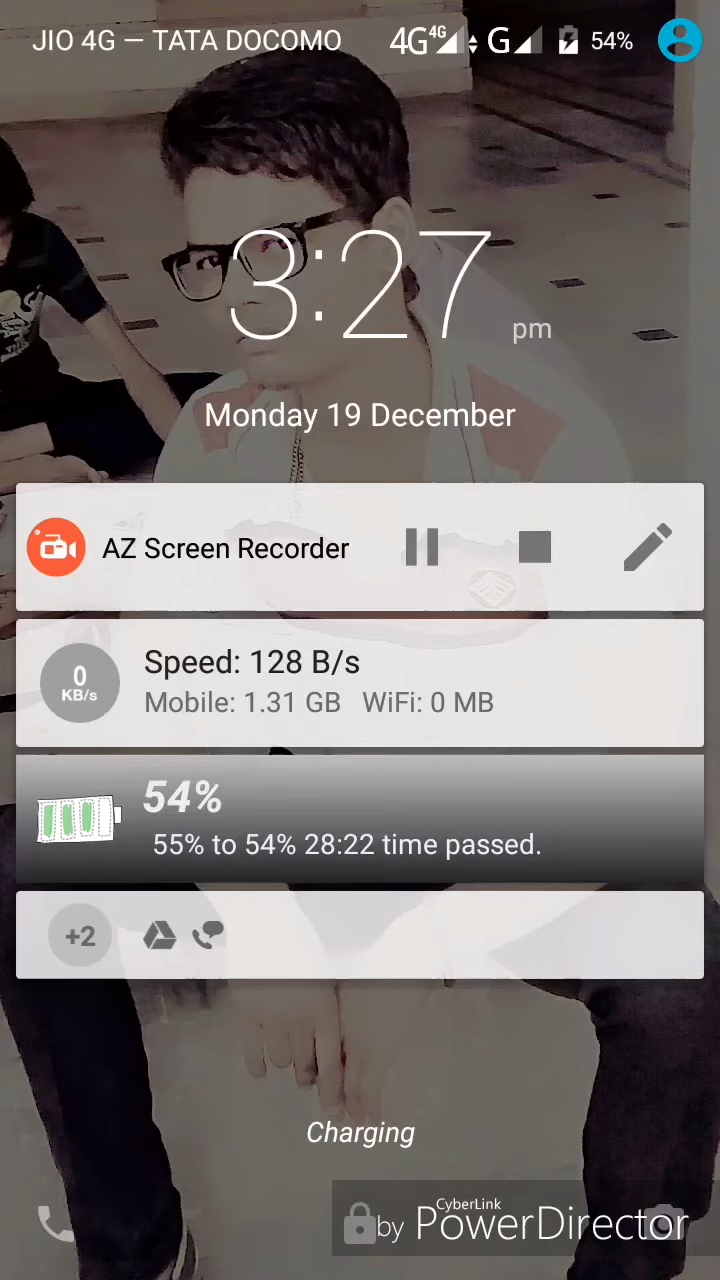 JIO 4G — TATA DOCOMO 4G 4G G 54%
3:27 pm
Monday 19 December
AZ Screen Recorder
0
KB/s
Speed: 128 B/s
Mobile: 1.31 GB WiFi: 0 MB
54%
55% to 54% 28:22 time passed.
+2
Charging
by CyberLink
PowerDirector